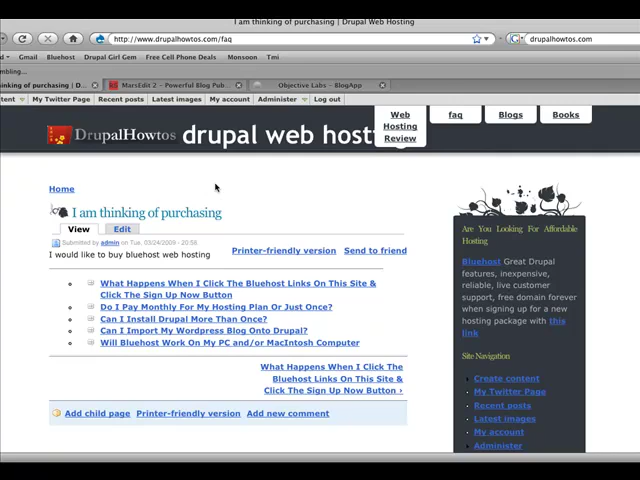 I am thinking of purchasing | Drupal Web Hosting
http://www.drupalhowtos.com/faq
drupalhowtos.com
Gmail Bluehost Drupal Girl Gem Free Cell Phone Deals Monsoon Tmi
mbling...
inking of purchasing | D... MarsEdit 2 – Powerful Blog Pub... Objective Labs – BlogApp
tent My Twitter Page Recent posts Latest images My account Administer Log out
Web Hosting Review
faq
Blogs
Books
DrupalHowtos drupal web host
Home
I am thinking of purchasing
View Edit
Submitted by admin on Tue, 03/24/2009 - 20:58
Printer-friendly version Send to friend
I would like to buy bluehost web hosting
What Happens When I Click The Bluehost Links On This Site &
Click The Sign Up Now Button
Do I Pay Monthly For My Hosting Plan Or Just Once?
Can I Install Drupal More Than Once?
Can I Import My Wordpress Blog Onto Drupal?
Will Bluehost Work On My PC and/or MacIntosh Computer
What Happens When I Click The
Bluehost Links On This Site &
Click The Sign Up Now Button ›
Add child page Printer-friendly version Add new comment
Are You Looking For Affordable
Hosting
Bluehost Great Drupal
features, inexpensive,
reliable, live customer
support, free domain forever
when signing up for a new
hosting package with this
link
Site Navigation
Create content
My Twitter Page
Recent posts
Latest images
My account
Administer